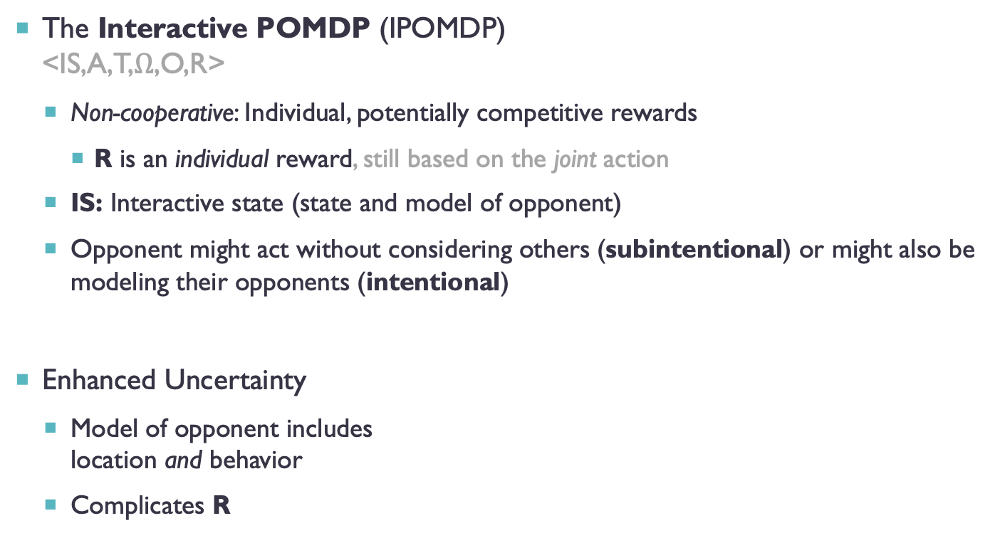 The Interactive POMDP (IPOMDP)
<IS,A,T,Ω,O,R>
Non-cooperative: Individual, potentially competitive rewards
R is an individual reward, still based on the joint action
IS: Interactive state (state and model of opponent)
Opponent might act without considering others (subintentional) or might also be
modeling their opponents (intentional)
Enhanced Uncertainty
Model of opponent includes
location and behavior
Complicates R